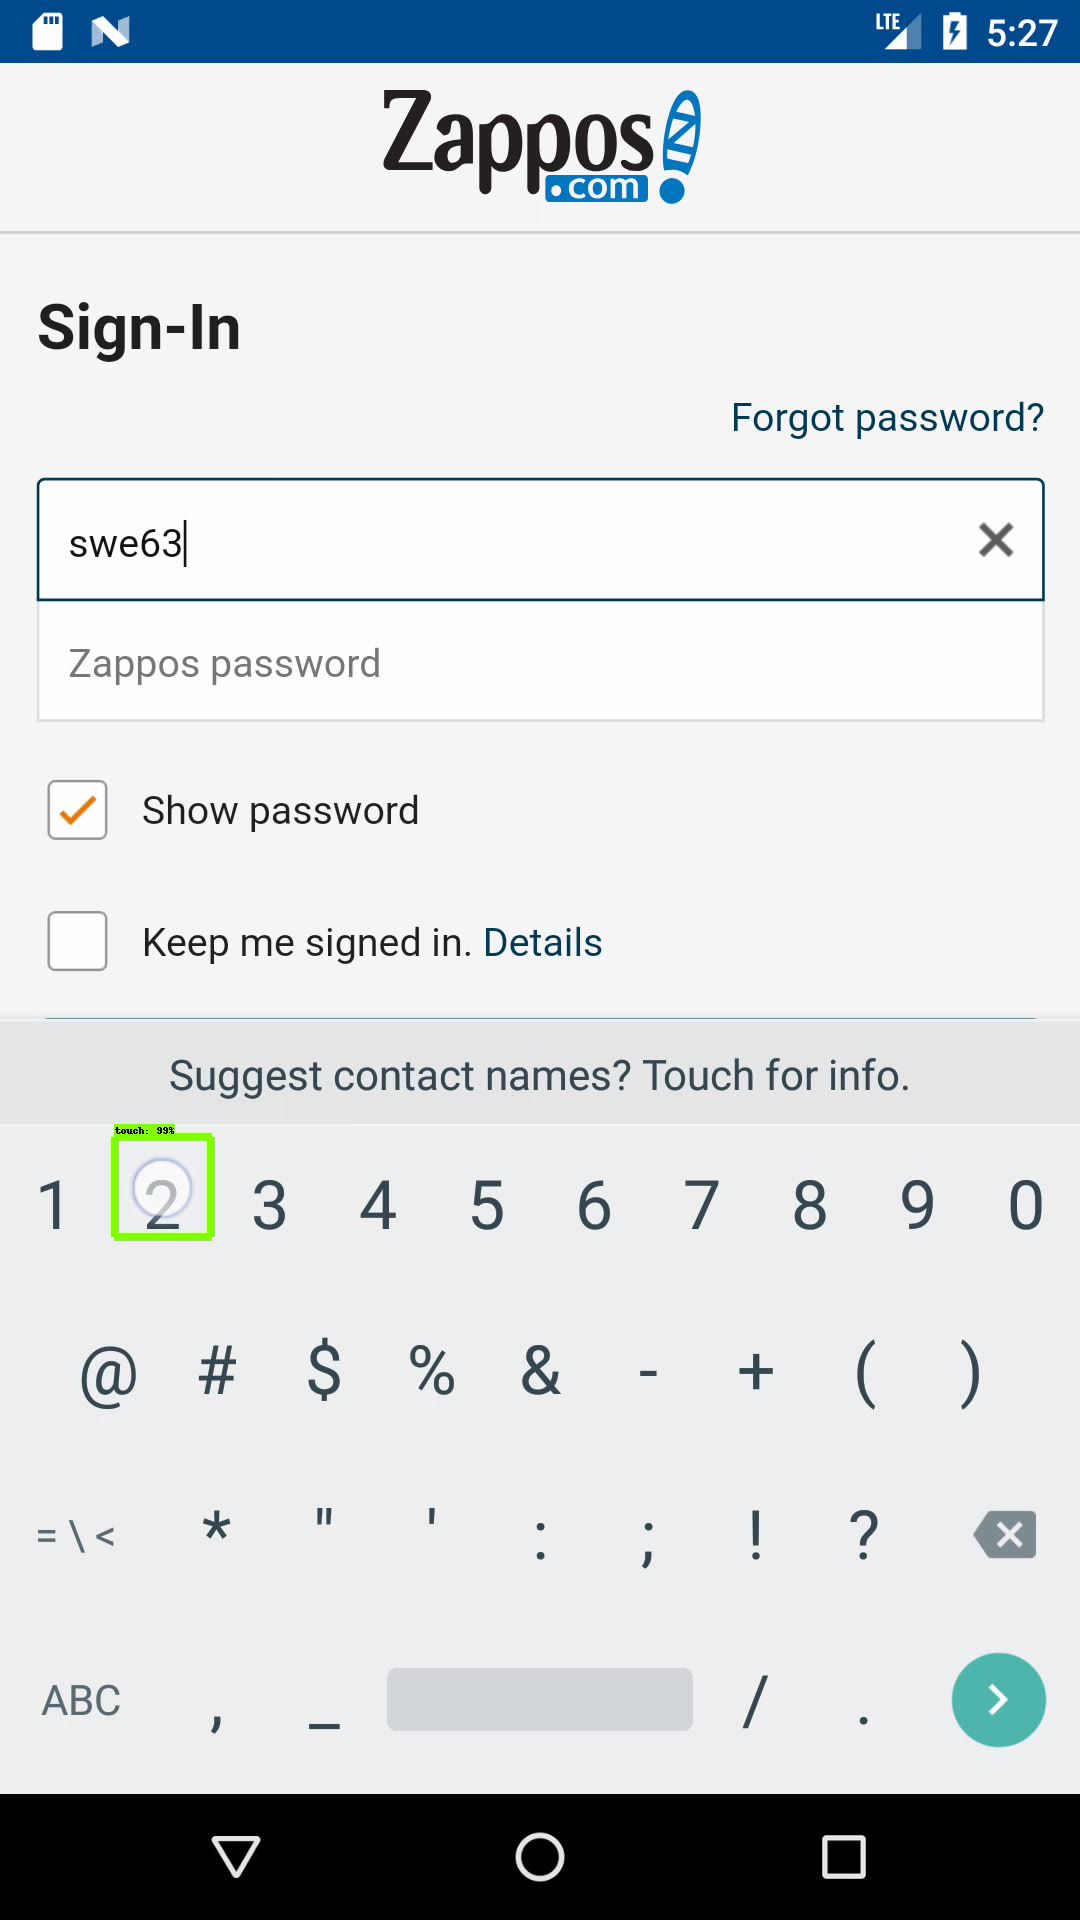 LTE 5:27
Zappos
.com
Sign-In
Forgot password?
swe63
Zappos password
Show password
Keep me signed in. Details
Suggest contact names? Touch for info.
touch: 99%
1 2 3 4 5 6 7 8 9 0
@ # $ % & - + ( )
= \ < * " ' : ; ! ?
ABC , _ / .